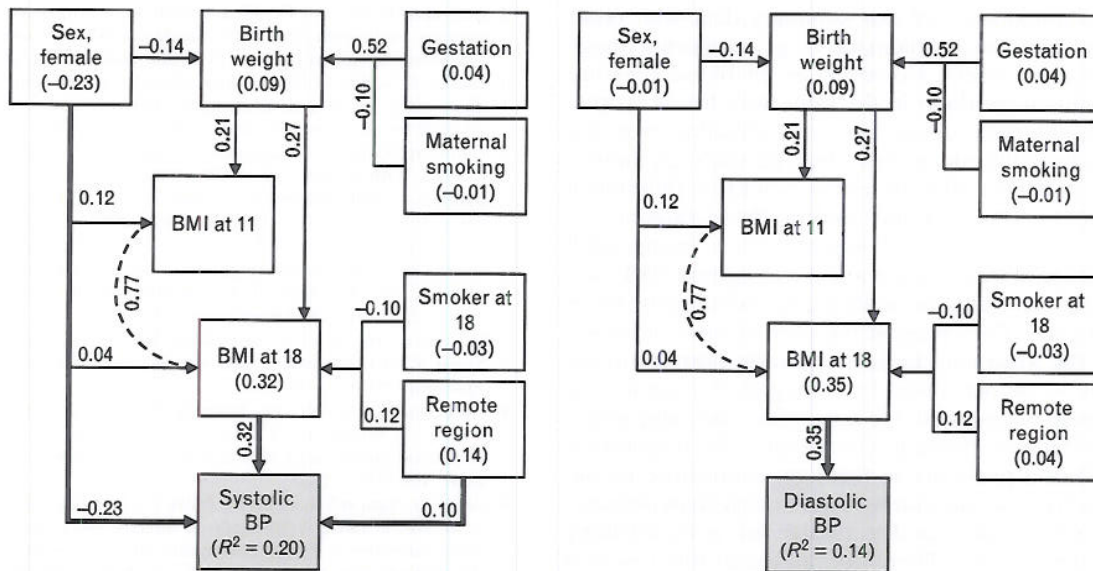 Sex,
female
(–0.23)
–0.14
Birth
weight
(0.09)
0.52
Gestation
(0.04)
–0.10
Maternal
smoking
(–0.01)
0.21
0.27
0.12
BMI at 11
0.77
0.04
BMI at 18
(0.32)
–0.10
Smoker at
18
(–0.03)
0.12
Remote
region
(0.14)
0.32
–0.23
Systolic
BP
(R² = 0.20)
0.10
Sex,
female
(–0.01)
–0.14
Birth
weight
(0.09)
0.52
Gestation
(0.04)
–0.10
Maternal
smoking
(–0.01)
0.21
0.27
0.12
BMI at 11
0.77
0.04
BMI at 18
(0.35)
–0.10
Smoker at
18
(–0.03)
0.12
Remote
region
(0.04)
0.35
Diastolic
BP
(R² = 0.14)